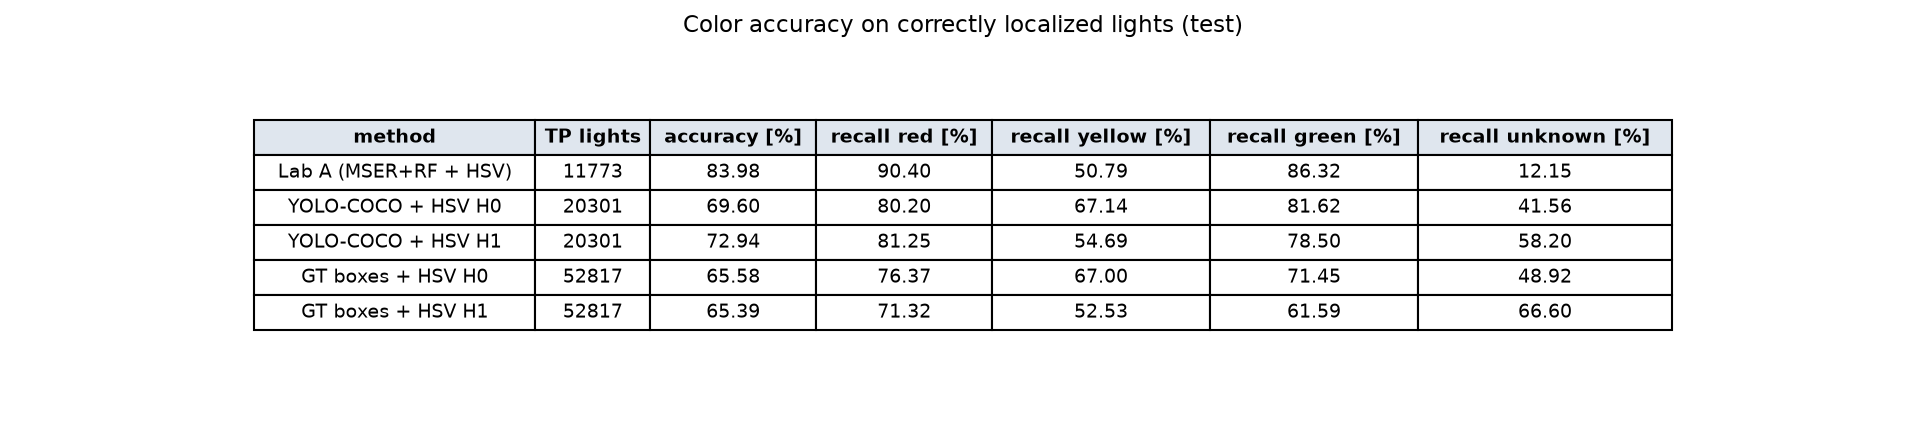 Color accuracy on correctly localized lights (test)
method TP lights accuracy [%] recall red [%] recall yellow [%] recall green [%] recall unknown [%]
Lab A (MSER+RF + HSV) 11773 83.98 90.40 50.79 86.32 12.15
YOLO-COCO + HSV H0 20301 69.60 80.20 67.14 81.62 41.56
YOLO-COCO + HSV H1 20301 72.94 81.25 54.69 78.50 58.20
GT boxes + HSV H0 52817 65.58 76.37 67.00 71.45 48.92
GT boxes + HSV H1 52817 65.39 71.32 52.53 61.59 66.60